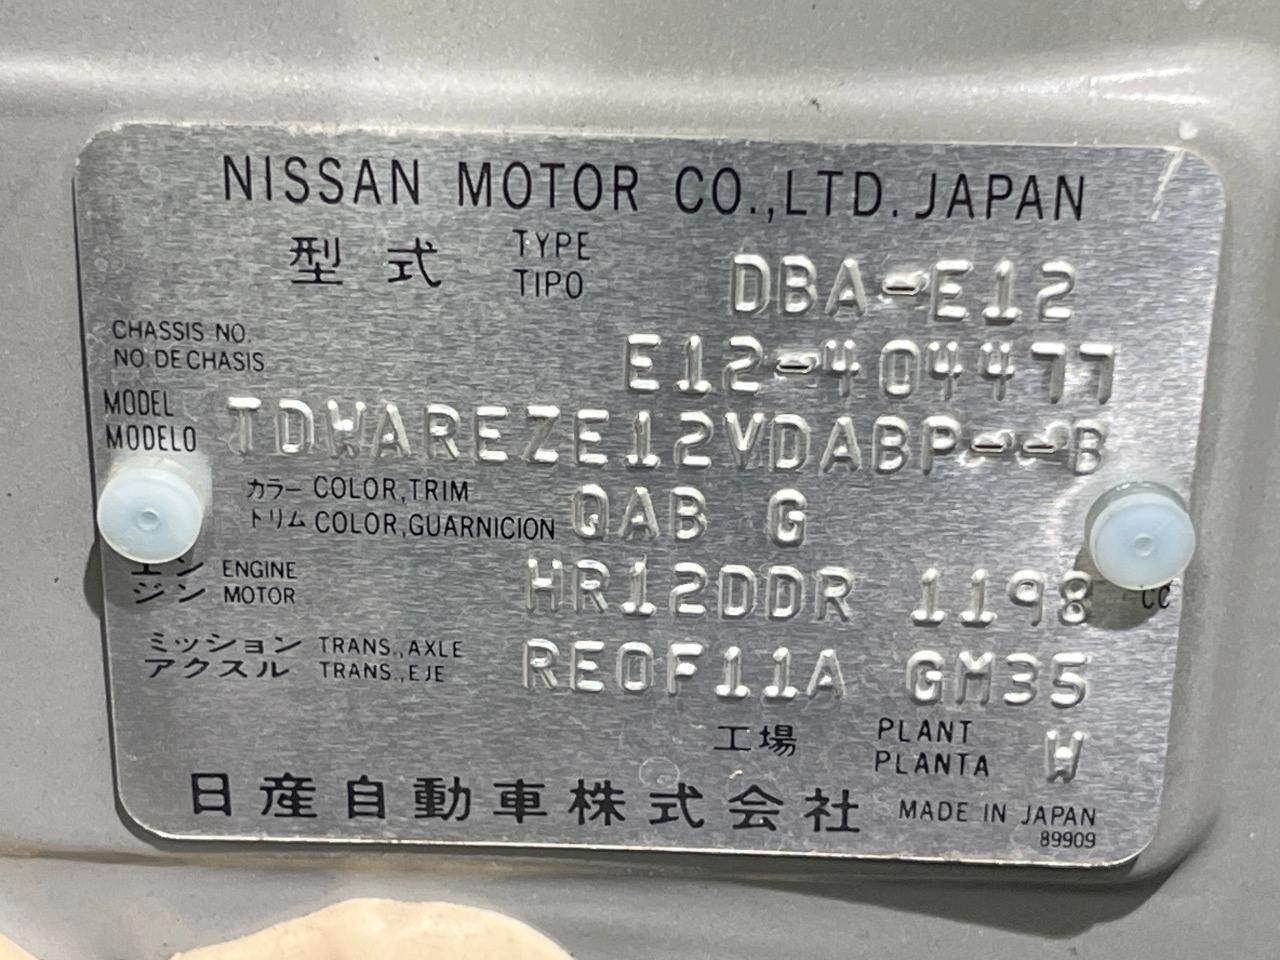 NISSAN MOTOR CO.,LTD.JAPAN
型式 TYPE TIPO DBA-E12
CHASSIS NO. NO.DE CHASIS E12-404477
MODEL MODELO TDWAREZE12VDABP--B
カラー COLOR,TRIM
トリム COLOR,GUARNICION QAB G
エン ENGINE
ジン MOTOR HR12DDR 1198 CC
ミッション TRANS.,AXLE
アクスル TRANS.,EJE RE0F11A GM35
工場 PLANT PLANTA W
日産自動車株式会社 MADE IN JAPAN
89909